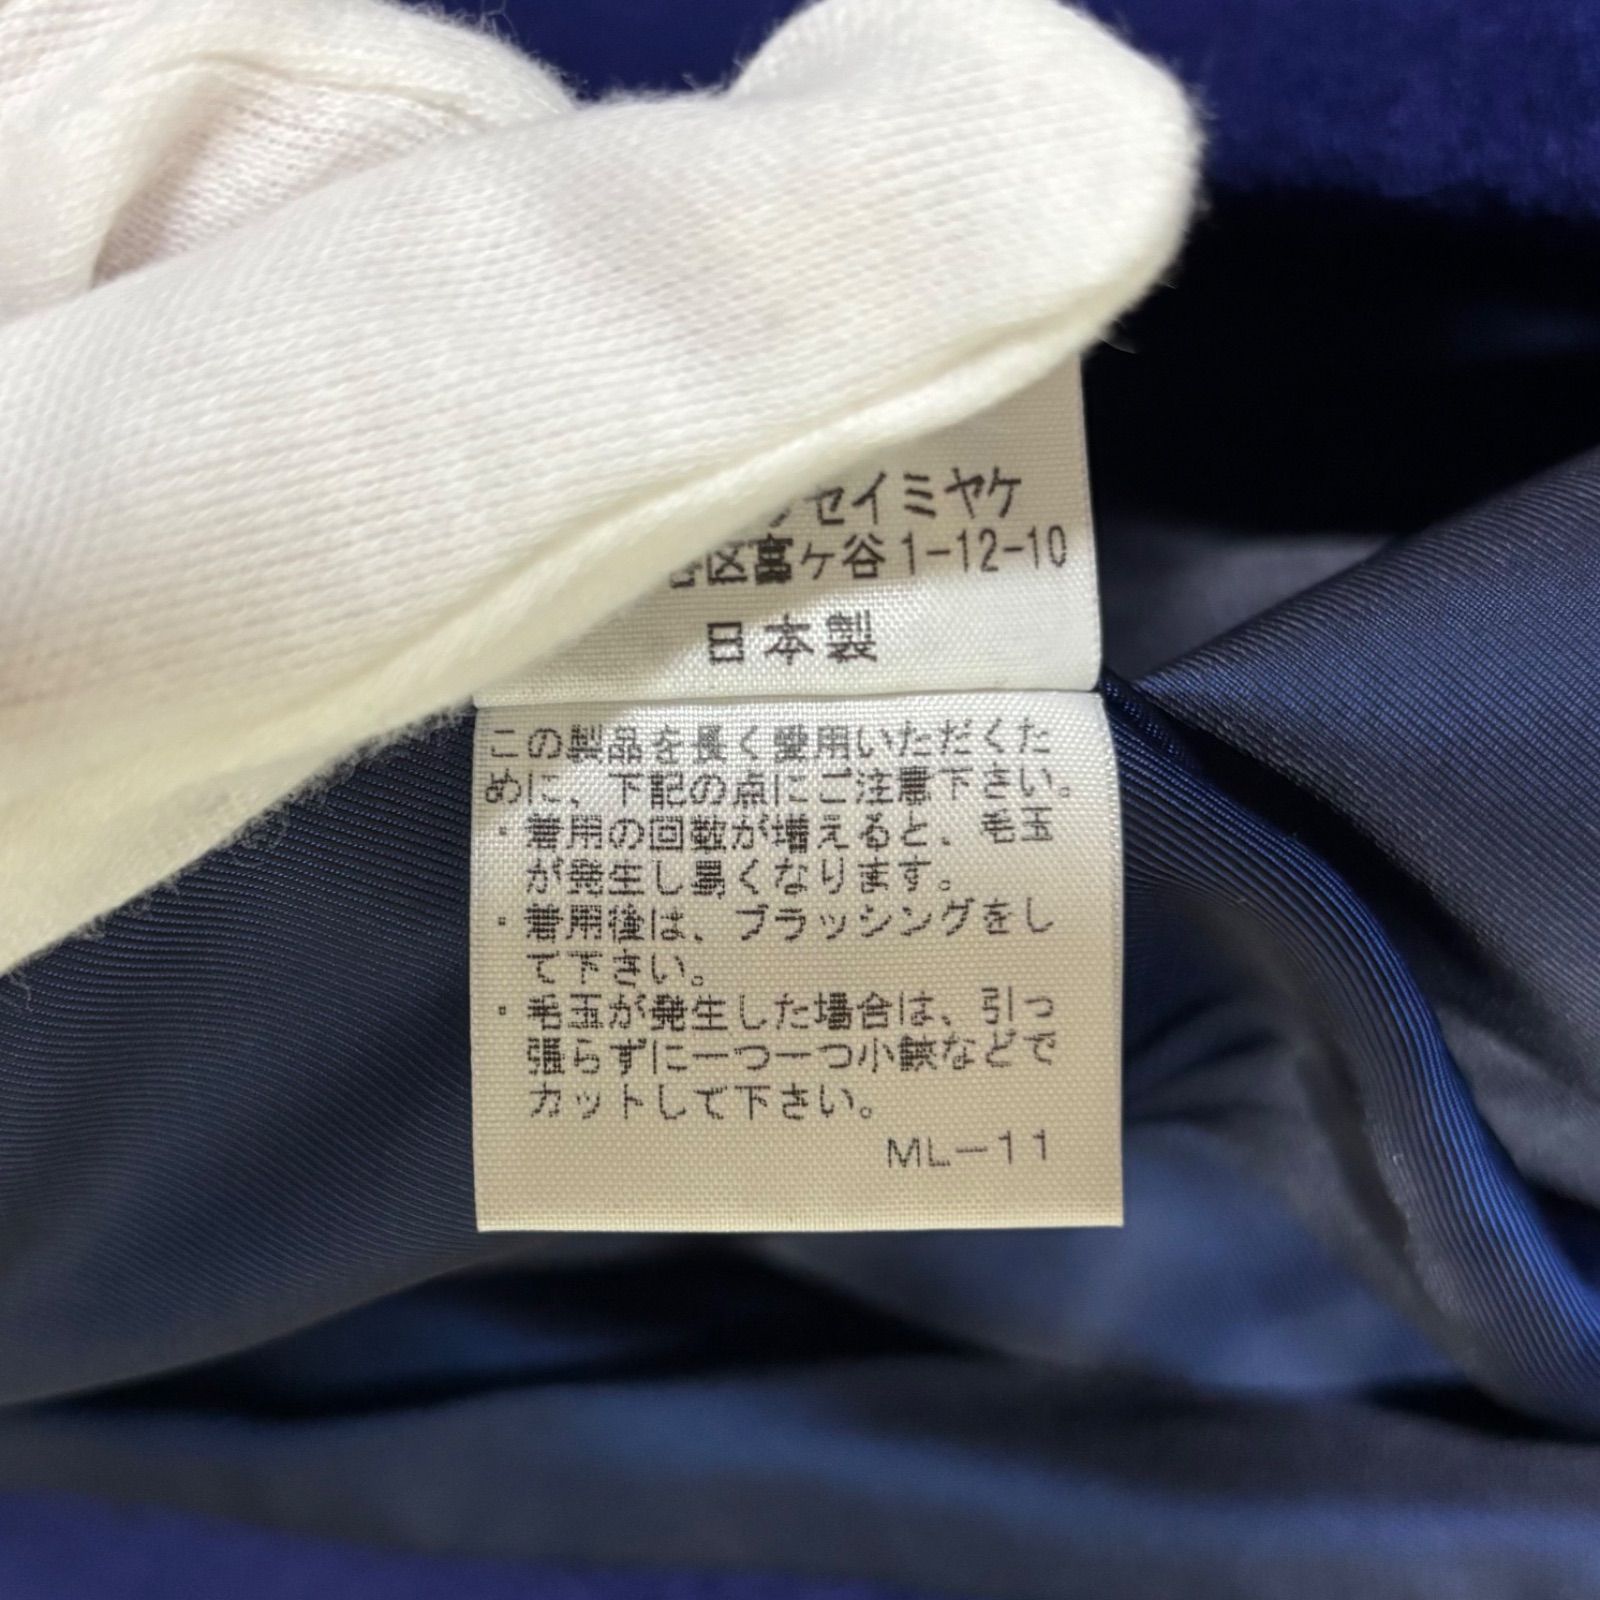 セイミヤケ
区富ヶ谷1-12-10
日本製
この製品を長く愛用いただくた
めに、下記の点にご注意下さい。
・着用の回数が増えると、毛玉
が発生し易くなります。
・着用後は、ブラッシングをし
て下さい。
・毛玉が発生した場合は、引っ
張らずに一つ一つ小鋏などで
カットして下さい。
ML-11